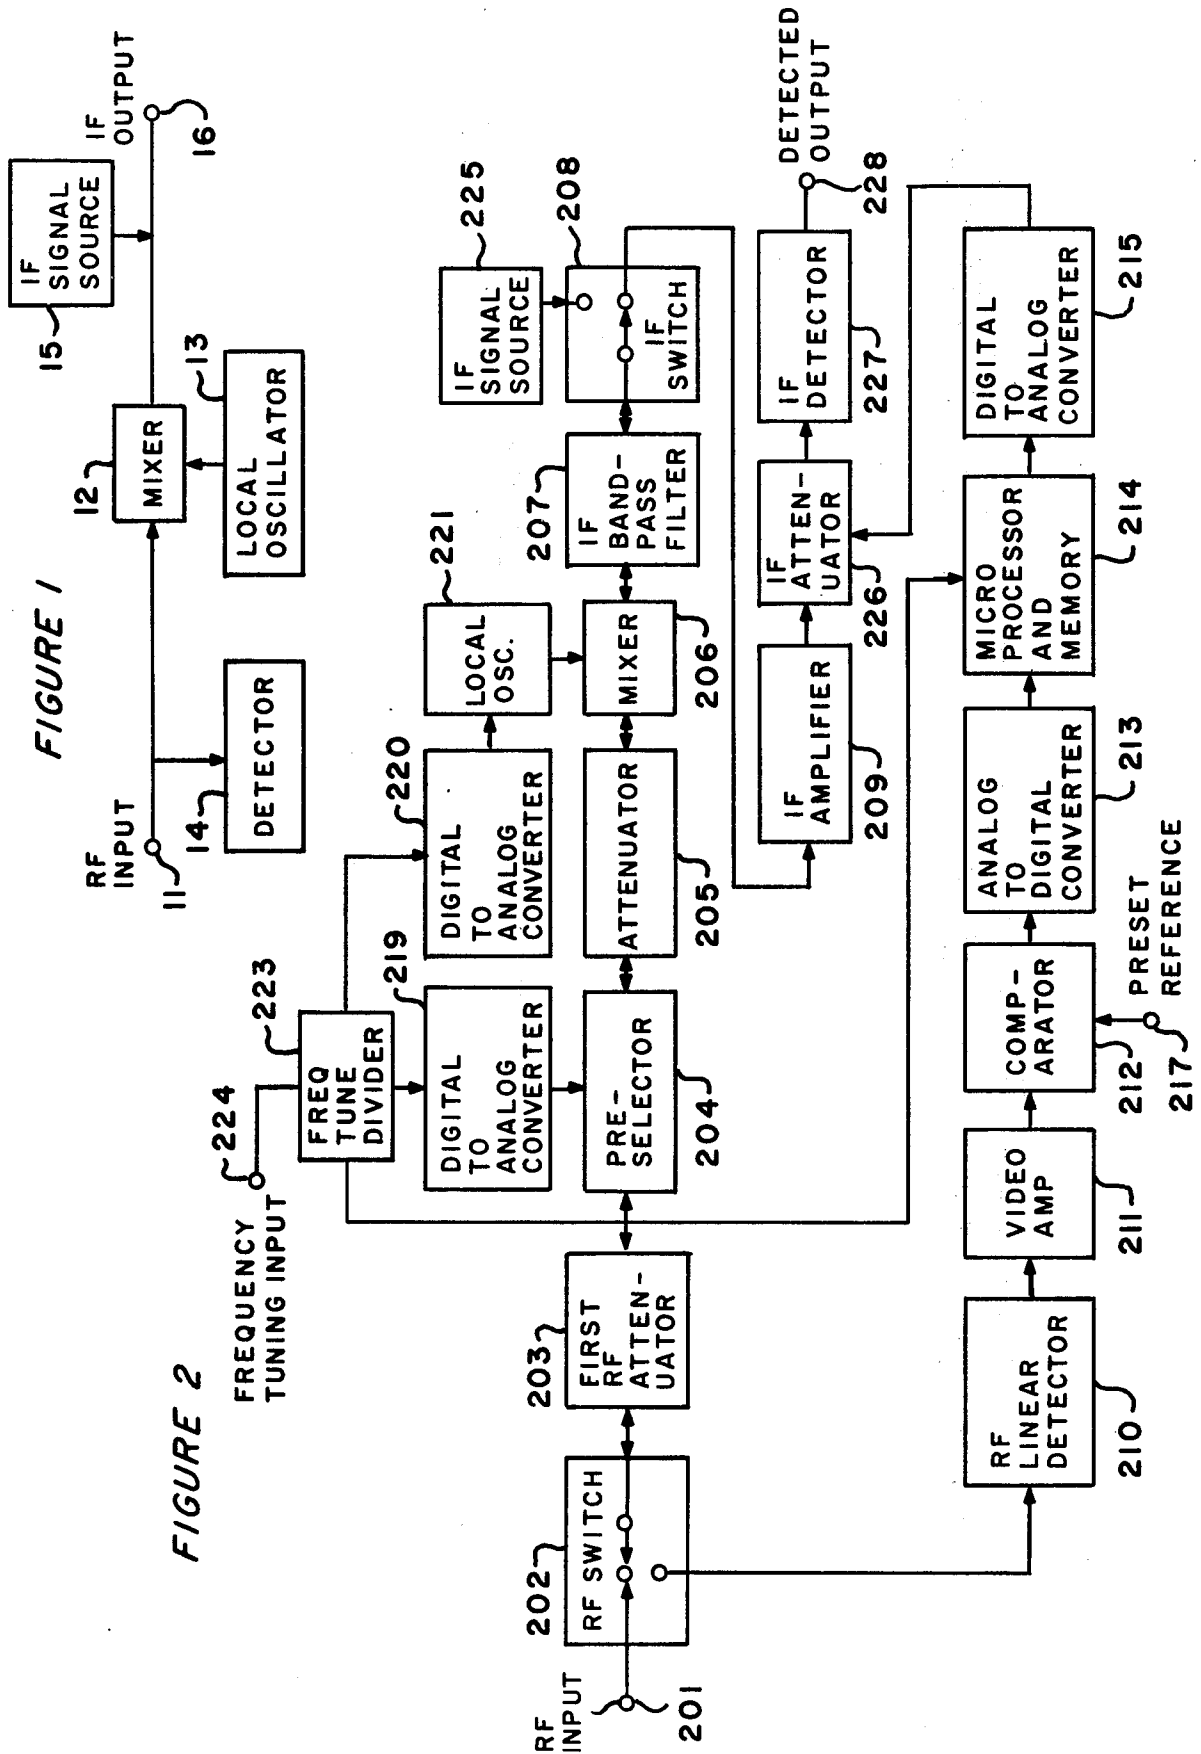 FIGURE 1
RF
INPUT
11
14
DETECTOR
12
MIXER
13
LOCAL
OSCILLATOR
15
IF
SIGNAL
SOURCE
IF
OUTPUT
16
FIGURE 2
FREQUENCY
TUNING INPUT
224
223
FREQ
TUNE
DIVIDER
219
DIGITAL
TO
ANALOG
CONVERTER
220
DIGITAL
TO
ANALOG
CONVERTER
221
LOCAL
OSC.
225
IF
SIGNAL
SOURCE
RF
INPUT
201
202
RF SWITCH
203
FIRST
RF
ATTEN-
UATOR
PRE-
SELECTOR
204
ATTENUATOR
205
MIXER
206
207
IF
BAND-
PASS
FILTER
208
IF
SWITCH
IF
AMPLIFIER
209
IF
ATTEN-
UATOR
226
IF
DETECTOR
227
DETECTED
OUTPUT
228
RF
LINEAR
DETECTOR
210
VIDEO
AMP
211
COMP-
ARATOR
212
PRESET
REFERENCE
217
ANALOG
TO
DIGITAL
CONVERTER
213
MICRO
PROCESSOR
AND
MEMORY
214
DIGITAL
TO
ANALOG
CONVERTER
215